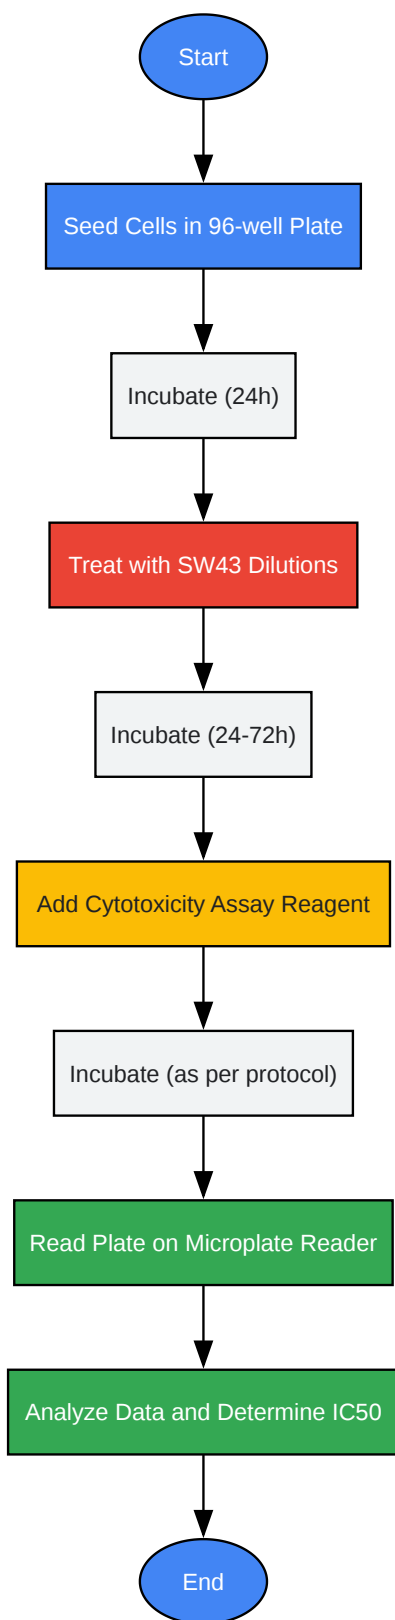 Start
Seed Cells in 96-well Plate
Incubate (24h)
Treat with SW43 Dilutions
Incubate (24-72h)
Add Cytotoxicity Assay Reagent
Incubate (as per protocol)
Read Plate on Microplate Reader
Analyze Data and Determine IC50
End